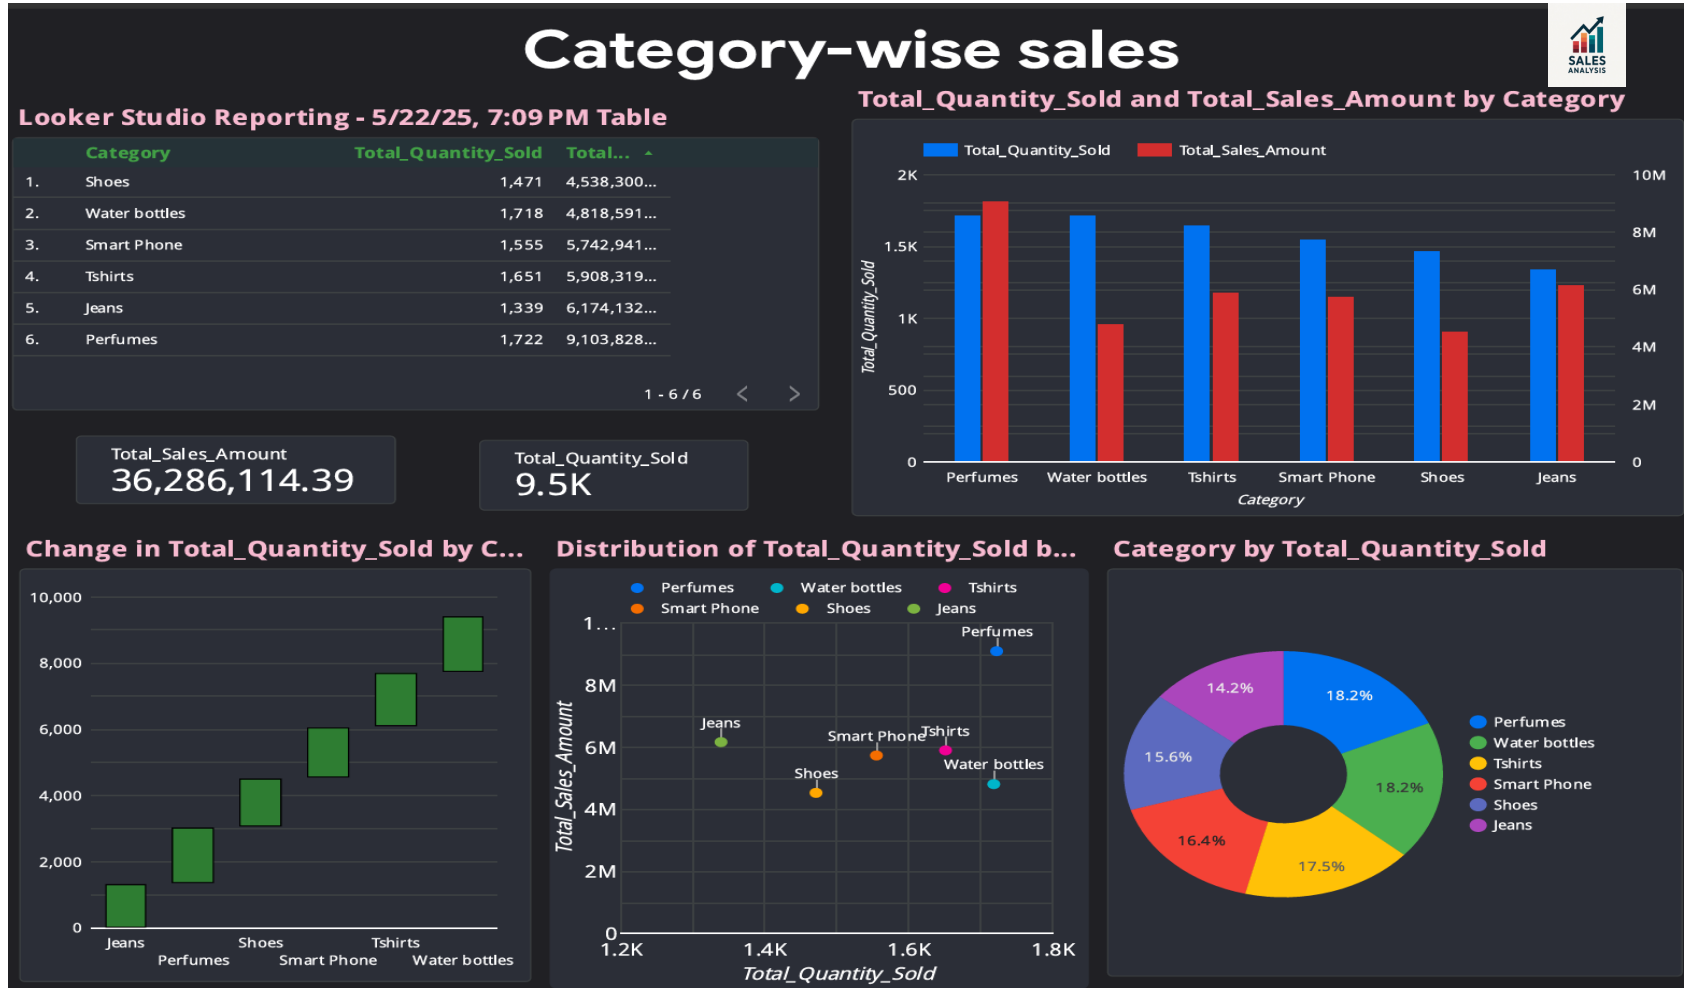 Category-wise sales
SALES
ANALYSIS
Looker Studio Reporting - 5/22/25, 7:09 PM Table
Category Total_Quantity_Sold Total...
1. Shoes 1,471 4,538,300...
2. Water bottles 1,718 4,818,591...
3. Smart Phone 1,555 5,742,941...
4. Tshirts 1,651 5,908,319...
5. Jeans 1,339 6,174,132...
6. Perfumes 1,722 9,103,828...
1 - 6 / 6
Total_Sales_Amount
36,286,114.39
Total_Quantity_Sold
9.5K
Total_Quantity_Sold and Total_Sales_Amount by Category
Total_Quantity_Sold Total_Sales_Amount
2K 10M
8M
1.5K
6M
1K
4M
500
2M
0 0
Total_Quantity_Sold
Perfumes Water bottles Tshirts Smart Phone Shoes Jeans
Category
Change in Total_Quantity_Sold by C...
10,000
8,000
6,000
4,000
2,000
0
Jeans Shoes Tshirts
Perfumes Smart Phone Water bottles
Distribution of Total_Quantity_Sold b...
Perfumes Water bottles Tshirts
Smart Phone Shoes Jeans
1...
8M
6M
4M
2M
0
Total_Sales_Amount
Perfumes
Jeans
Smart Phone
Tshirts
Water bottles
Shoes
1.2K 1.4K 1.6K 1.8K
Total_Quantity_Sold
Category by Total_Quantity_Sold
14.2%
18.2%
15.6%
18.2%
16.4%
17.5%
Perfumes
Water bottles
Tshirts
Smart Phone
Shoes
Jeans